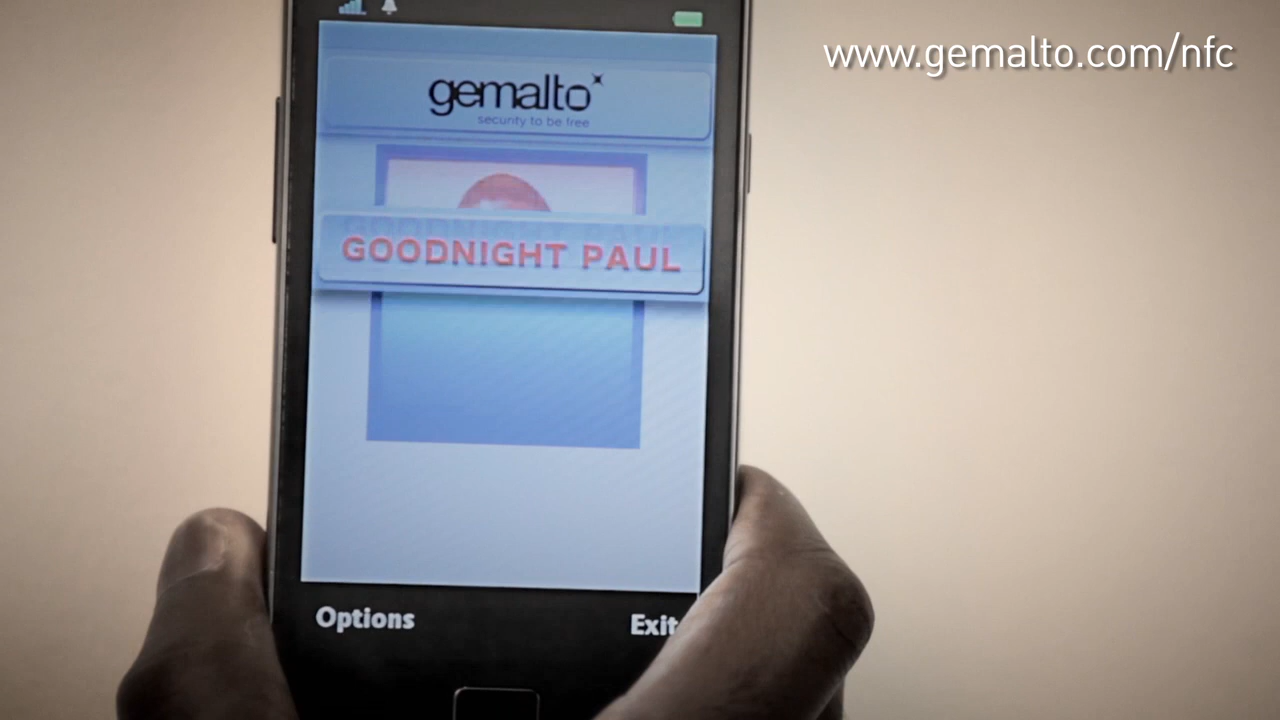 www.gemalto.com/nfc
gemalto
security to be free
GOODNIGHT PAUL
Options
Exit